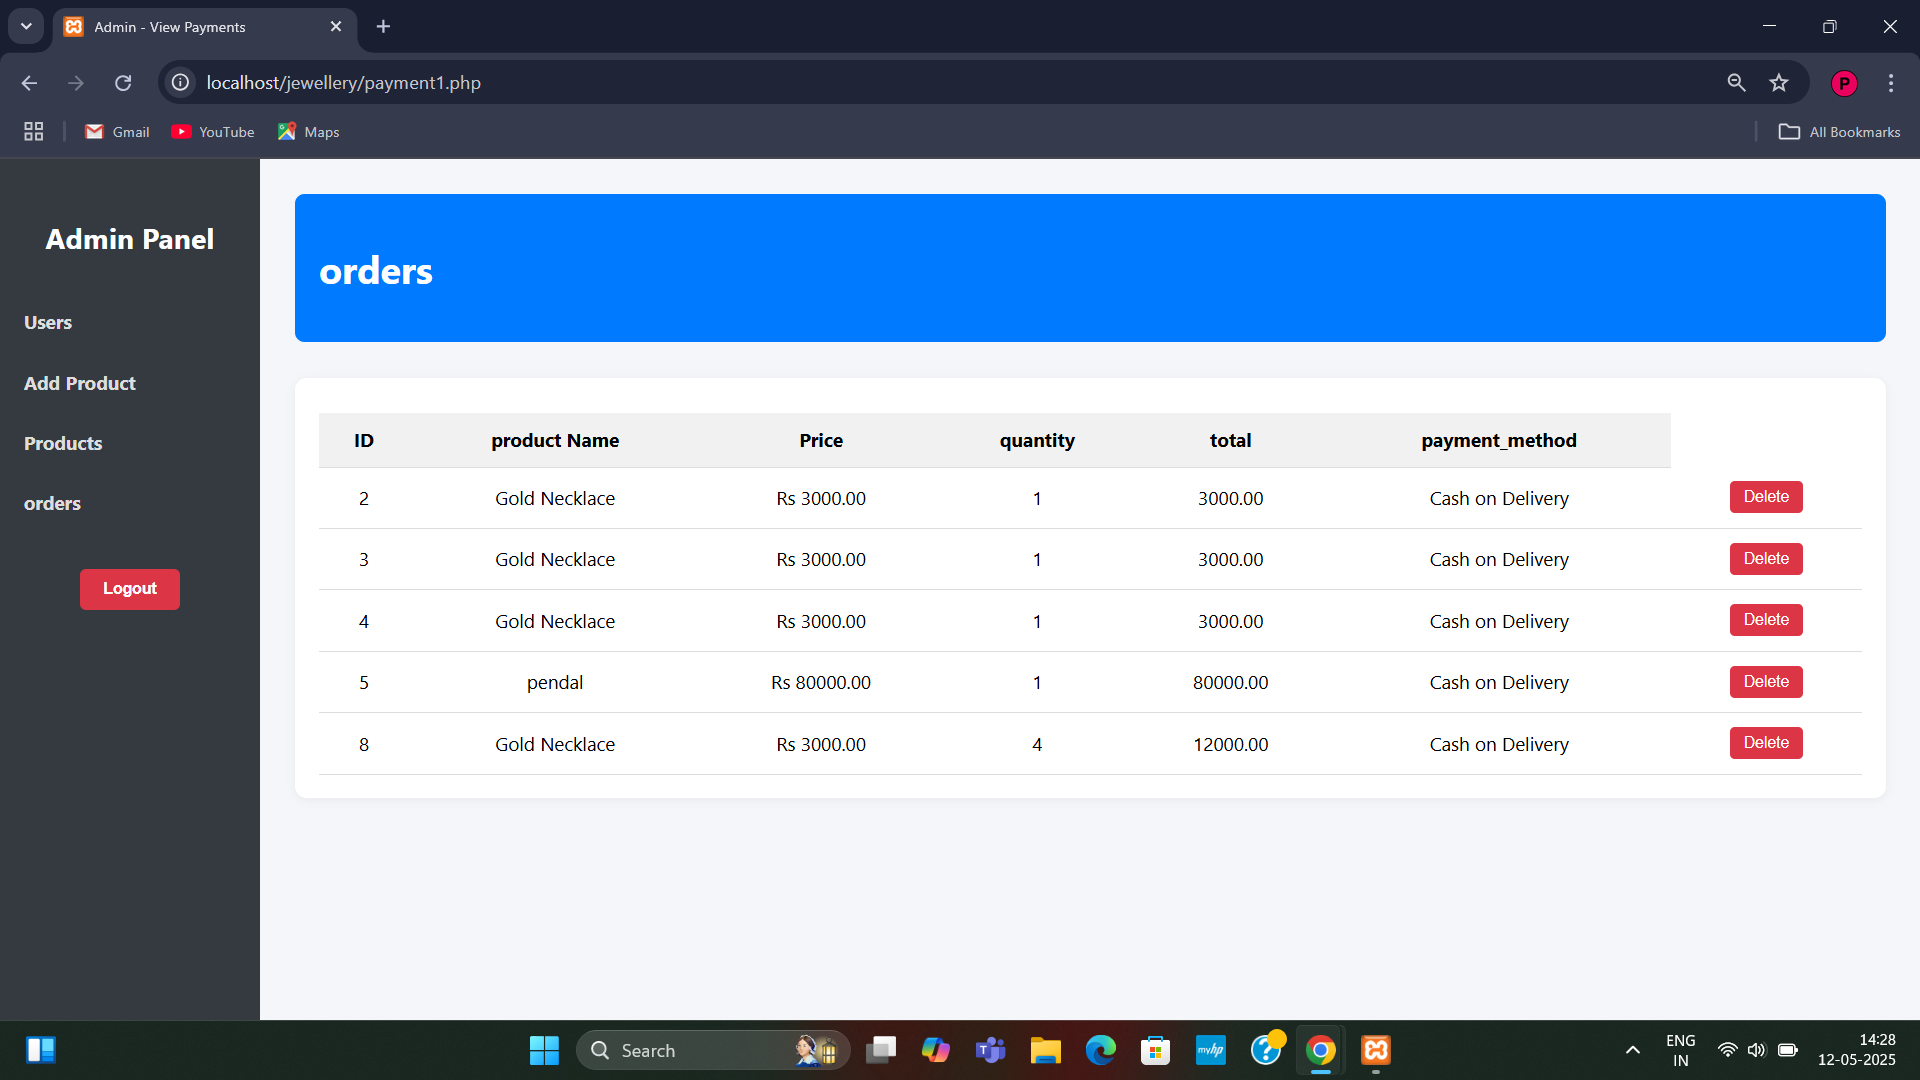 Admin - View Payments
localhost/jewellery/payment1.php
P
Gmail YouTube Maps All Bookmarks
Admin Panel
Users
Add Product
Products
orders
Logout
orders
ID product Name Price quantity total payment_method
2 Gold Necklace Rs 3000.00 1 3000.00 Cash on Delivery Delete
3 Gold Necklace Rs 3000.00 1 3000.00 Cash on Delivery Delete
4 Gold Necklace Rs 3000.00 1 3000.00 Cash on Delivery Delete
5 pendal Rs 80000.00 1 80000.00 Cash on Delivery Delete
8 Gold Necklace Rs 3000.00 4 12000.00 Cash on Delivery Delete
Search
myhp
ENG
IN
14:28
12-05-2025